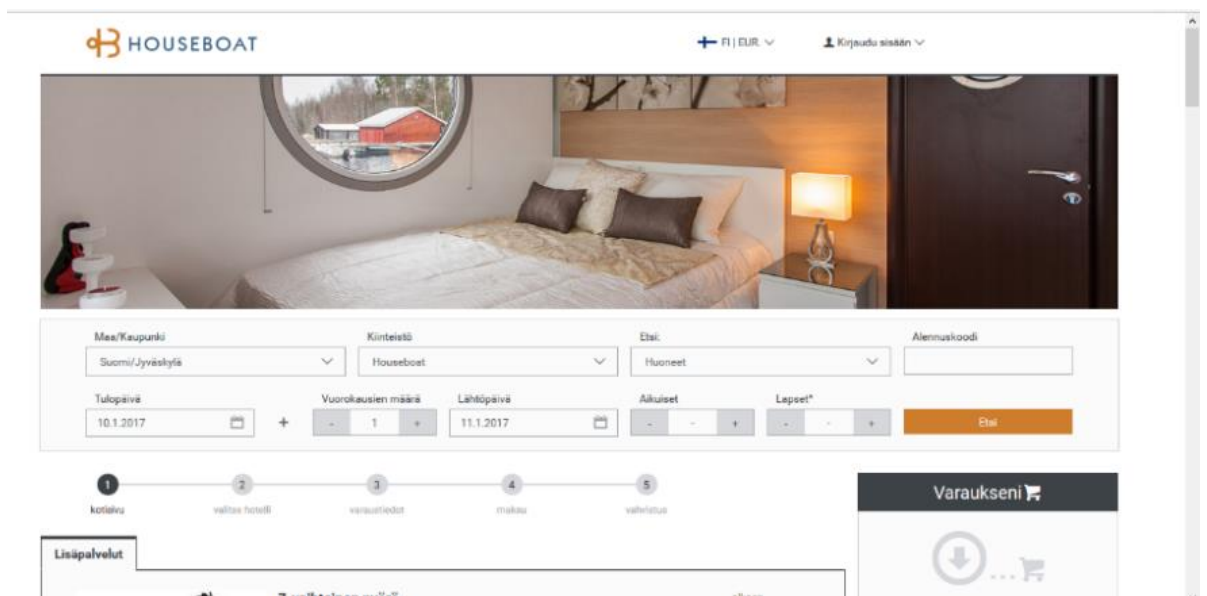 HOUSEBOAT
FI | EUR.
Kirjaudu sisään
Maa/Kaupunki
Kiinteistö
Etsi:
Alennuskoodi
Suomi/Jyväskylä
Houseboat
Huoneet
Tulopäivä
Vuorokausien määrä
Lähtöpäivä
Aikuiset
Lapset*
10.1.2017
+
- 1 +
11.1.2017
- - +
- - +
Etsi
1
2
3
4
5
kotisivu
valitse hotelli
varaustiedot
maksu
vahvistus
Varaukseni
...
Lisäpalvelut